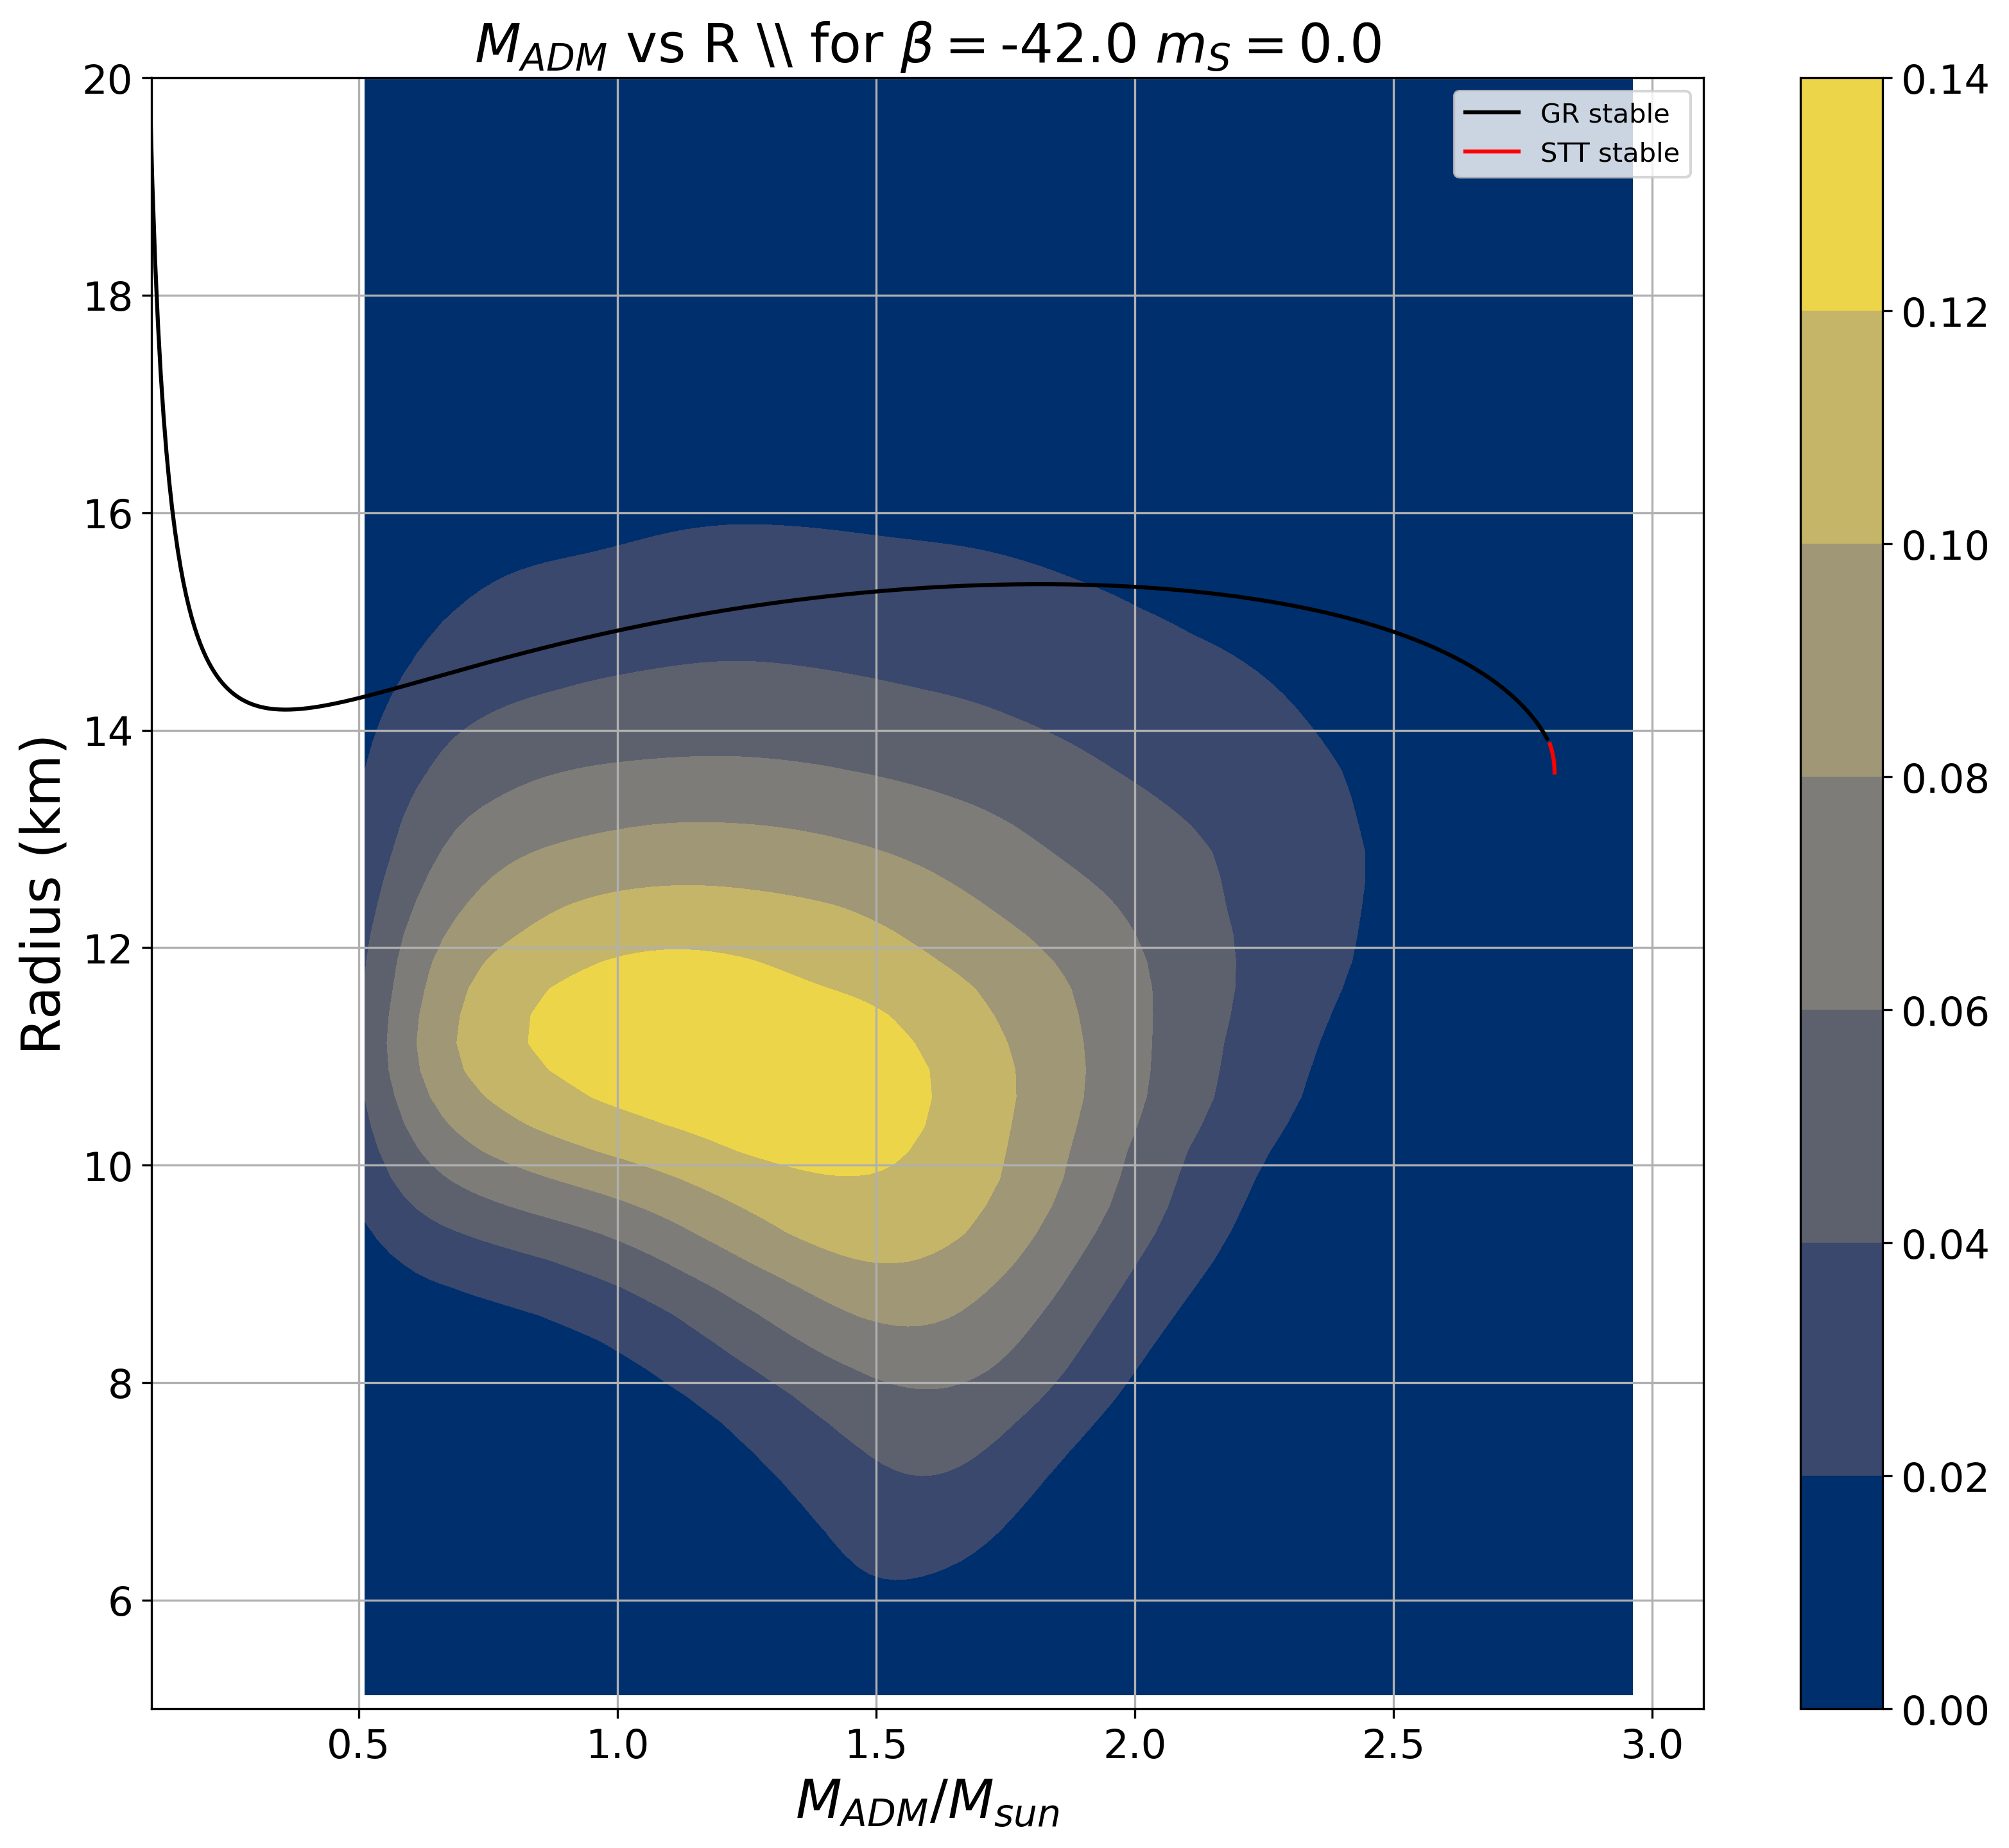 M_ADM vs R \\ for β = -42.0 m_S = 0.0
GR stable
STT stable
Radius (km)
20
18
16
14
12
10
8
6
0.5 1.0 1.5 2.0 2.5 3.0
M_ADM/M_sun
0.14
0.12
0.10
0.08
0.06
0.04
0.02
0.00